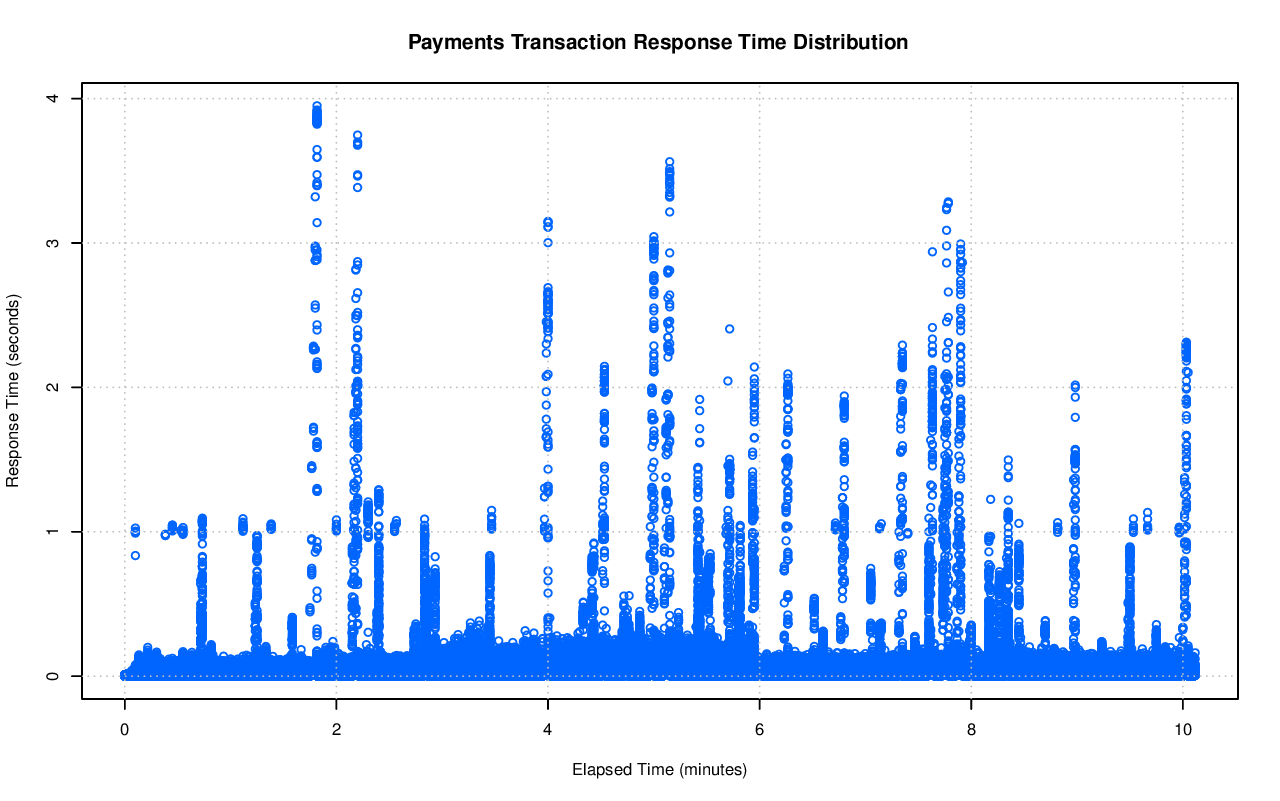 Payments Transaction Response Time Distribution
Response Time (seconds)
4
3
2
1
0
0 2 4 6 8 10
Elapsed Time (minutes)